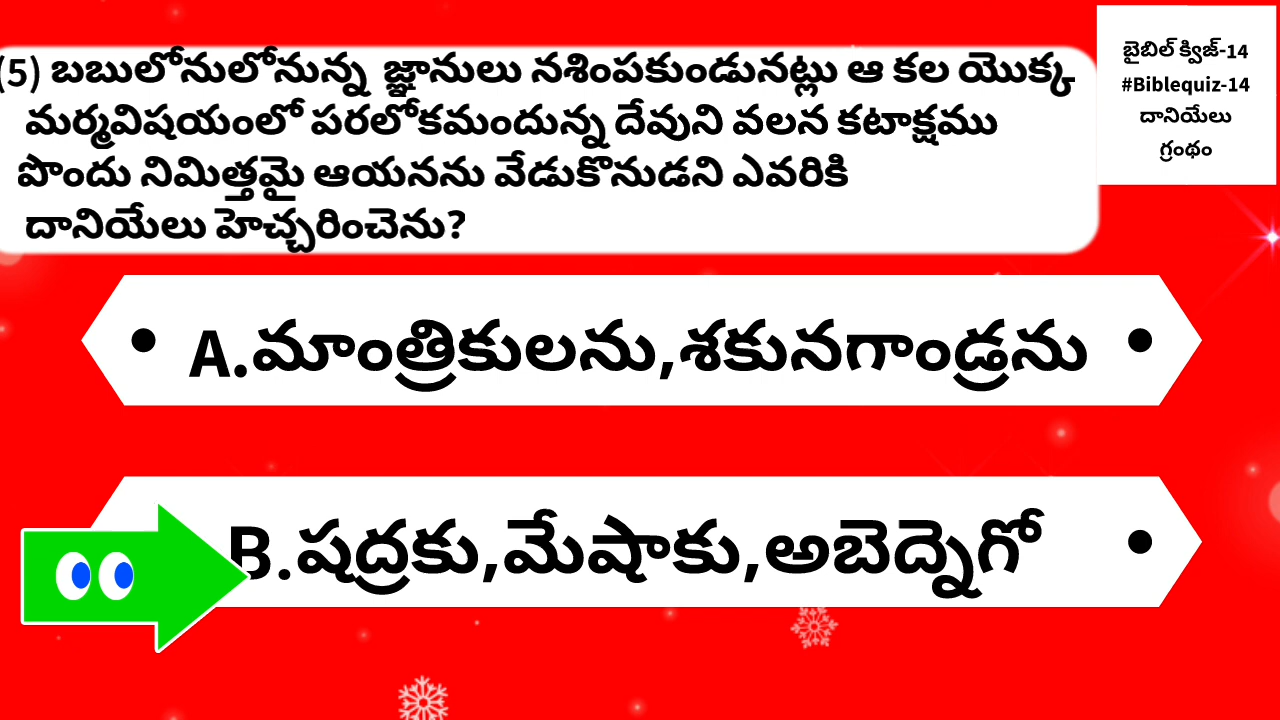 (5) బబులోనులోనున్న జ్ఞానులు నశింపకుండునట్లు ఆ కల యొక్క
మర్మవిషయంలో పరలోకమందున్న దేవుని వలన కటాక్షము
పొందు నిమిత్తమై ఆయనను వేడుకొనుడని ఎవరికి
దానియేలు హెచ్చరించెను?
బైబిల్ క్విజ్-14
#Biblequiz-14
దానియేలు
గ్రంథం
A.మాంత్రికులను,శకునగాండ్రను
B.షద్రకు,మేషాకు,అబెద్నెగో